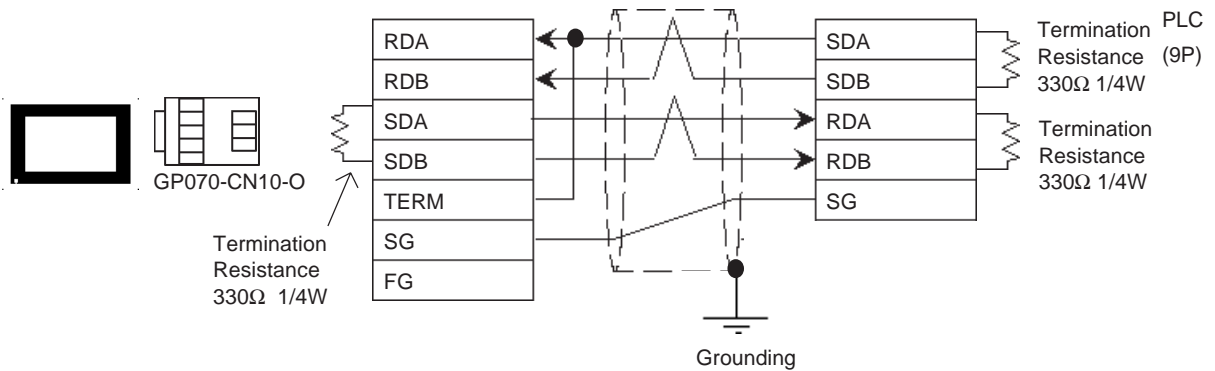 GP070-CN10-O
Termination
Resistance
330Ω 1/4W
RDA
RDB
SDA
SDB
TERM
SG
FG
SDA
SDB
RDA
RDB
SG
Termination
Resistance
330Ω 1/4W
PLC
(9P)
Termination
Resistance
330Ω 1/4W
Grounding